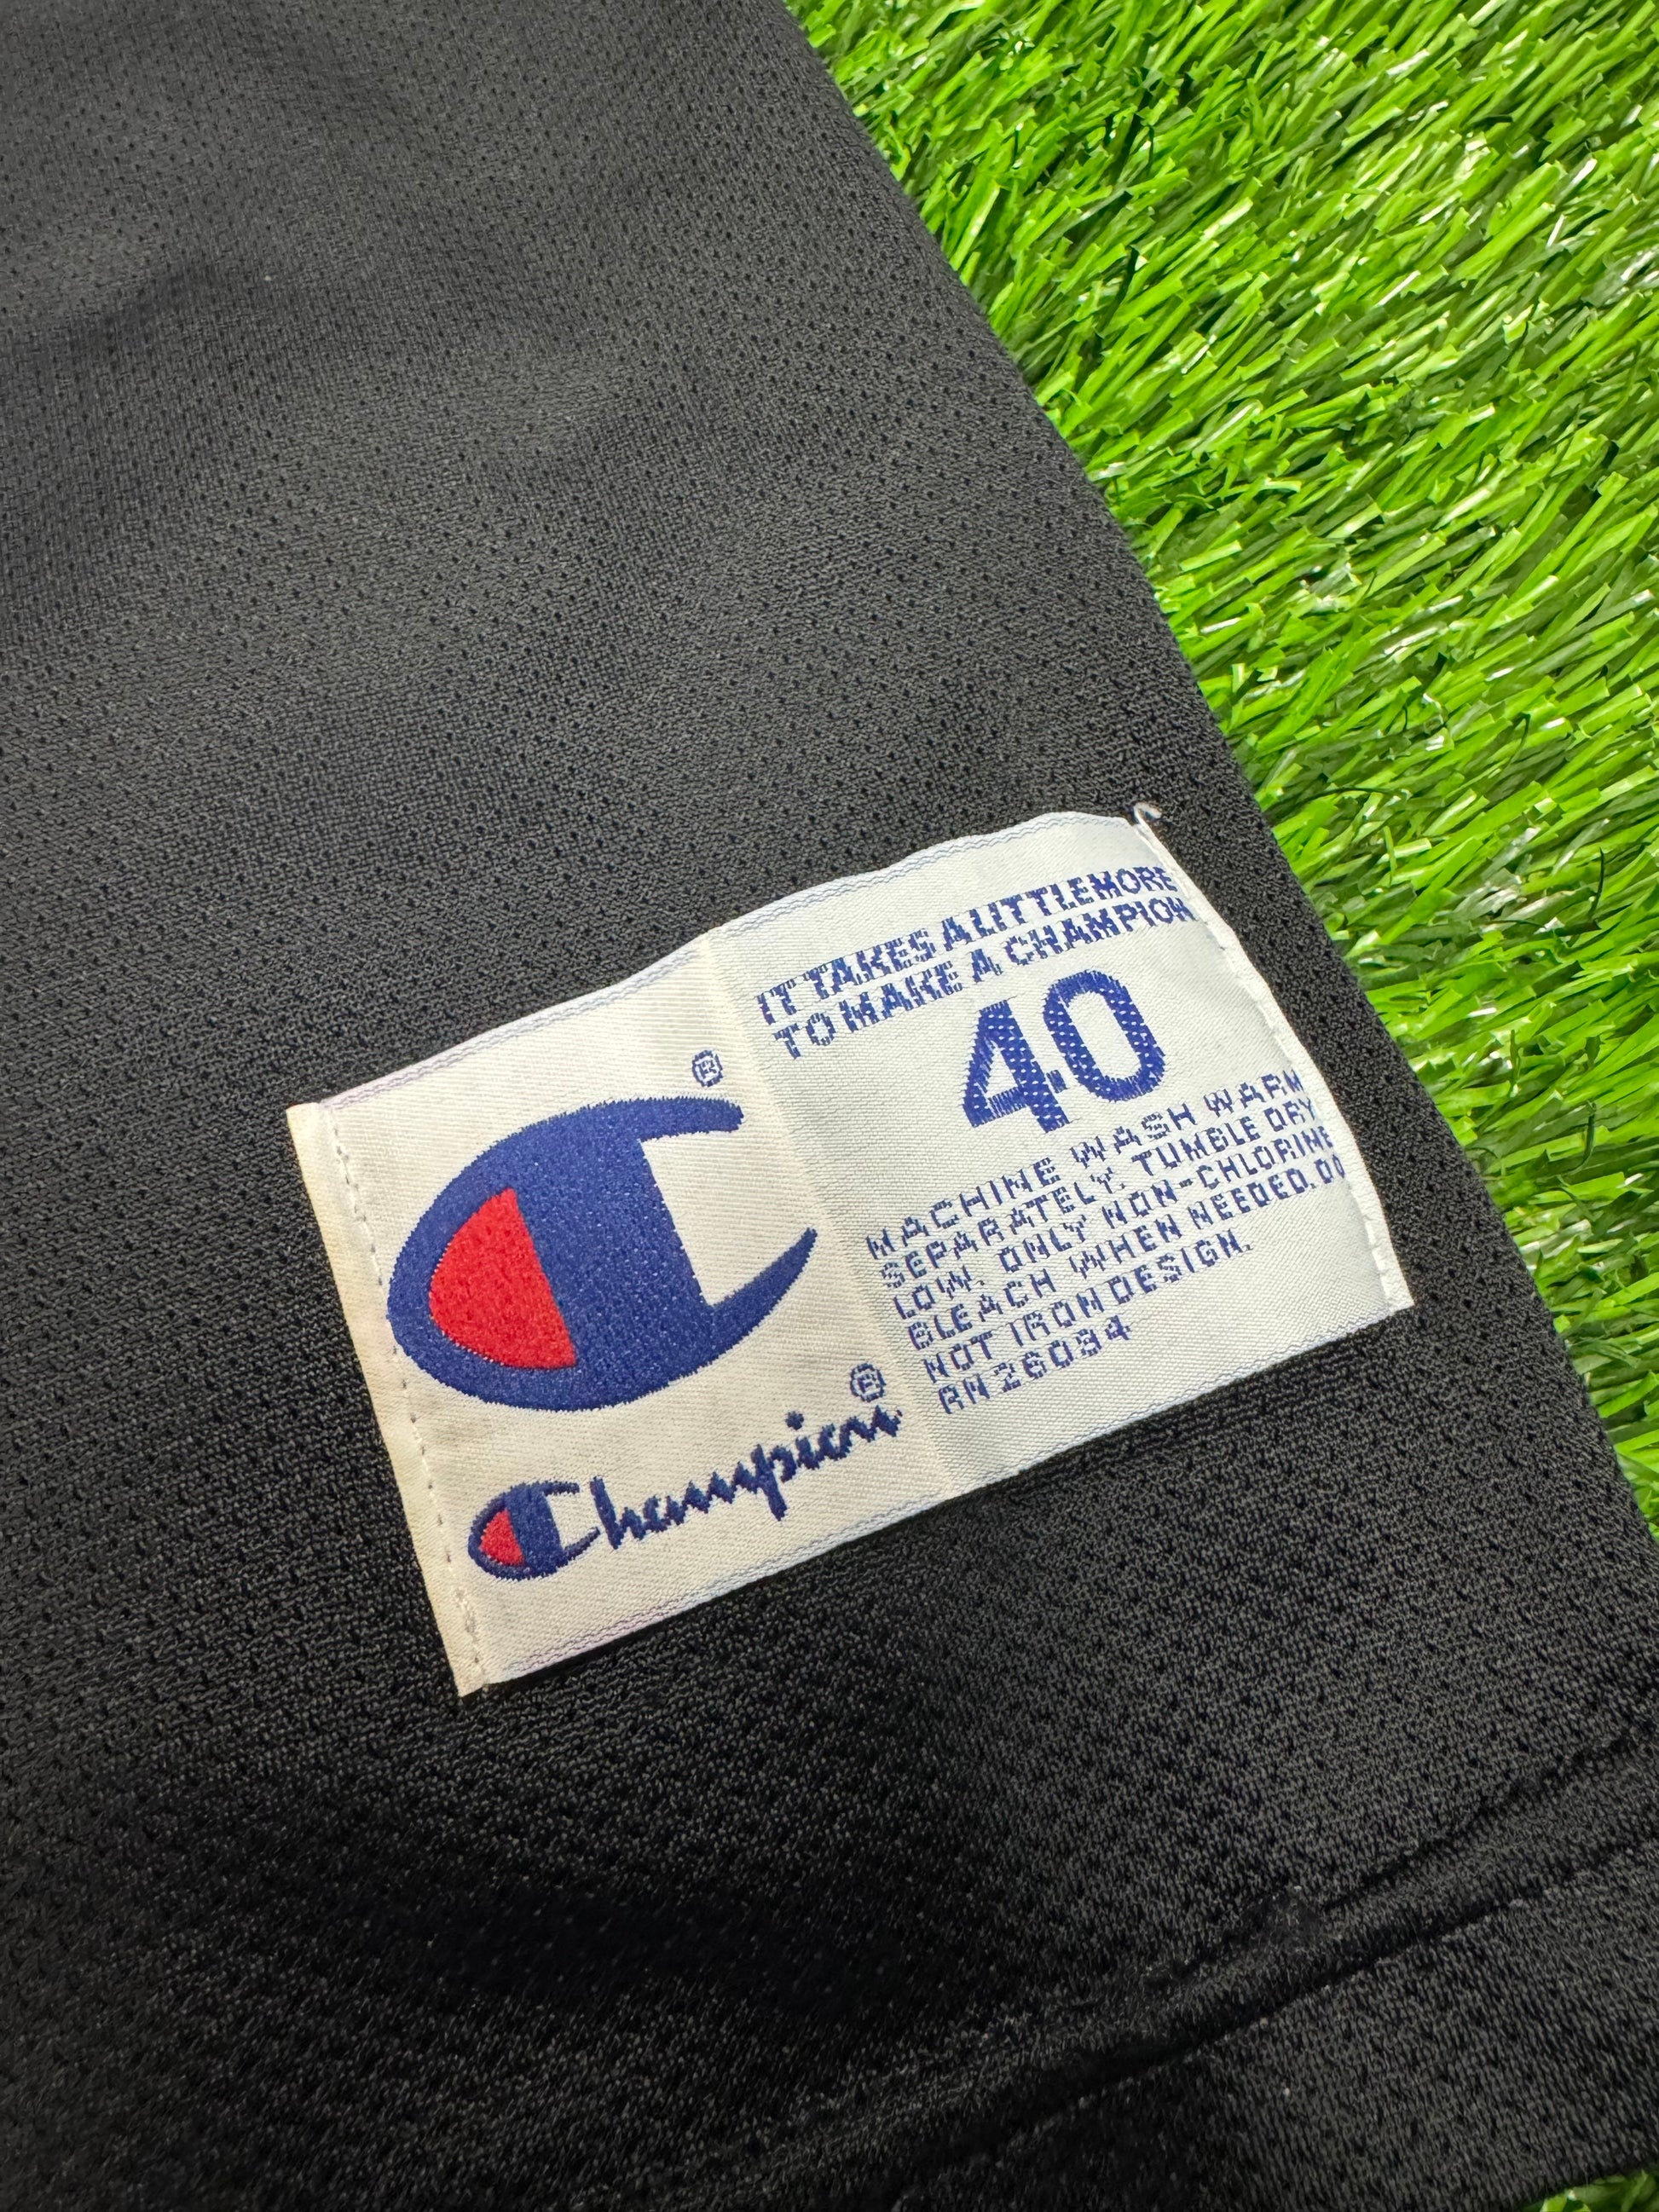 ®
Champion®
IT TAKES A LITTLE MORE
TO MAKE A CHAMPION
40
MACHINE WASH WARM
SEPARATELY. TUMBLE DRY
LOW. ONLY NON-CHLORINE
BLEACH WHEN NEEDED. DO
NOT IRON DESIGN.
RN 26094